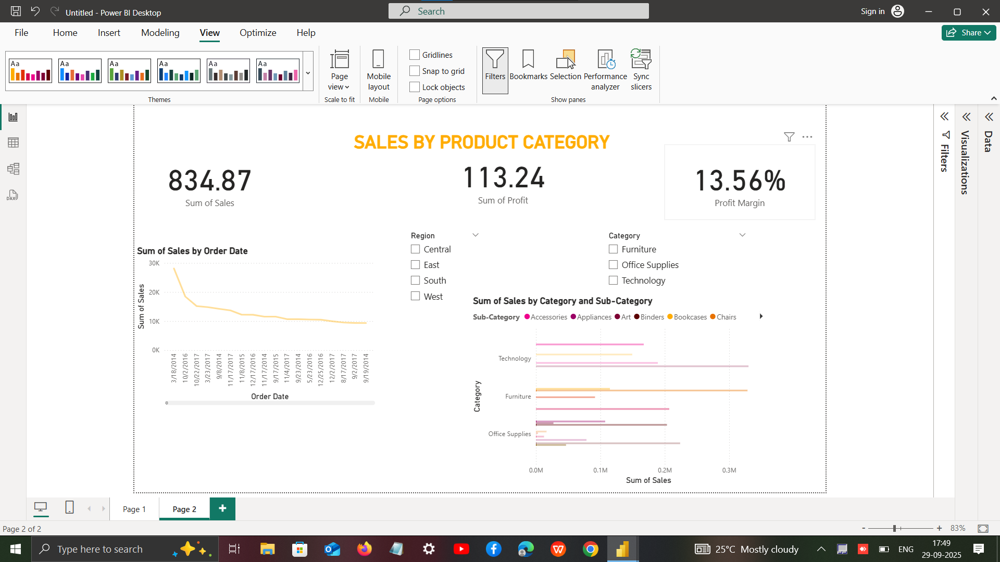 Untitled - Power BI Desktop
Search
Sign in
File
Home
Insert
Modeling
View
Optimize
Help
Share
Aa
Aa
Aa
Aa
Aa
Aa
Themes
Page view
Scale to fit
Mobile layout
Mobile
Gridlines
Snap to grid
Lock objects
Page options
Filters
Bookmarks
Selection
Performance analyzer
Sync slicers
Show panes
DAX
SALES BY PRODUCT CATEGORY
834.87
Sum of Sales
113.24
Sum of Profit
13.56%
Profit Margin
Region
Central
East
South
West
Category
Furniture
Office Supplies
Technology
Sum of Sales by Order Date
30K
20K
10K
0K
Sum of Sales
3/18/2014
10/2/2016
10/22/2017
3/23/2017
9/8/2014
11/17/2017
11/8/2015
12/17/2016
11/17/2014
9/17/2015
11/4/2017
9/23/2014
5/23/2016
12/25/2016
12/2/2017
8/17/2017
9/2/2017
9/19/2014
Order Date
Sum of Sales by Category and Sub-Category
Sub-Category Accessories Appliances Art Binders Bookcases Chairs
Category
Technology
Furniture
Office Supplies
0.0M 0.1M 0.2M 0.3M
Sum of Sales
Filters
Visualizations
Data
Page 1
Page 2
+
Page 2 of 2
- + 83%
Type here to search
25°C Mostly cloudy
ENG
17:49
29-09-2025